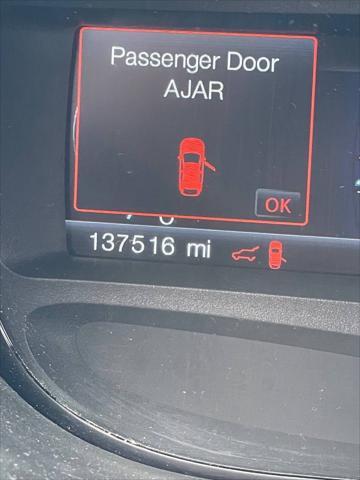 Passenger Door
AJAR
OK
137516 mi